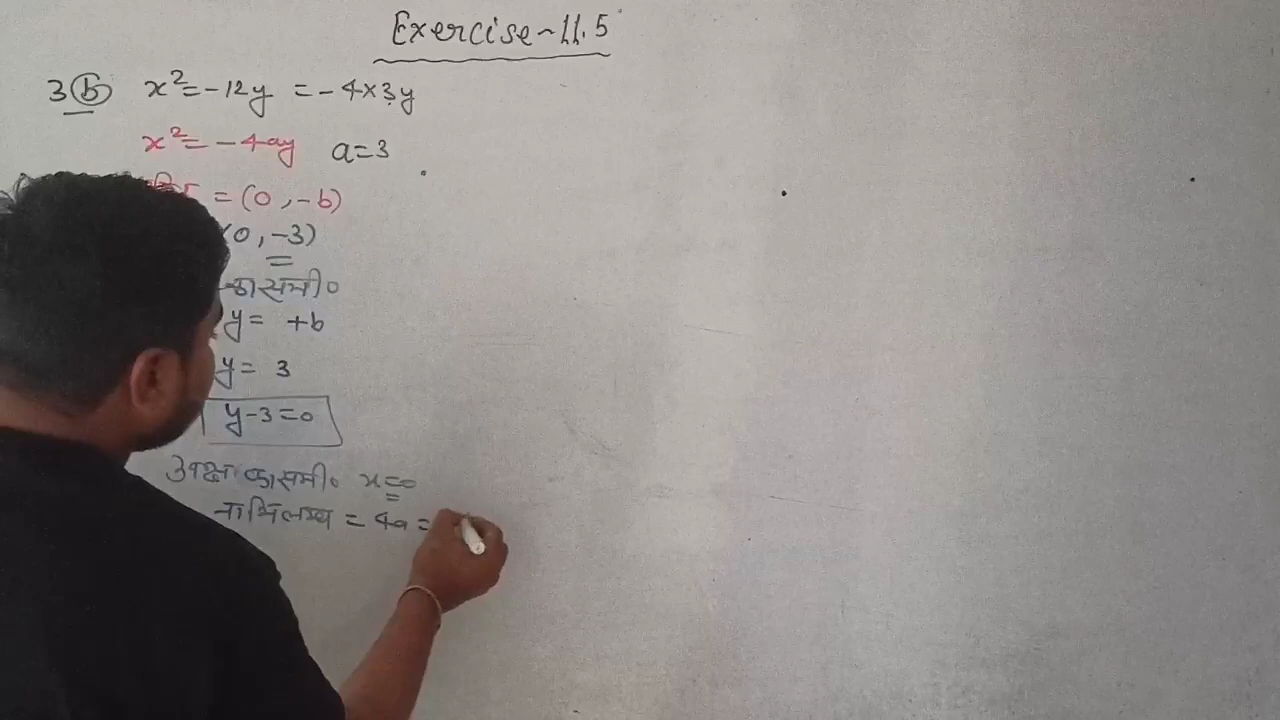 Exercise-11.5
3 (b) x²=-12y = -4×3y
x²= -4ay a=3
= (0,-b)
(0,-3)
का समी०
y= +b
y= 3
y-3=0
अक्ष का समी० x=0
नाभिलम्ब = 4a =